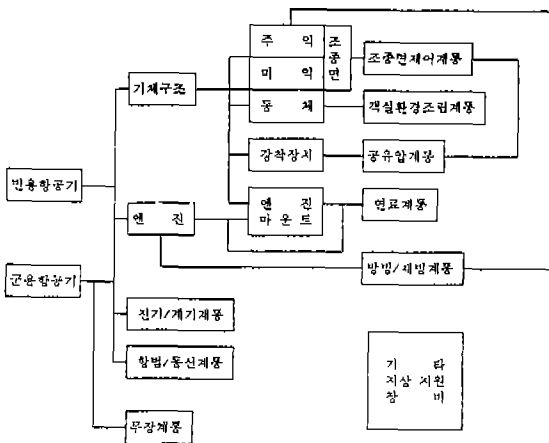 주 익
조종면
미 익
조종면제어계통
기체구조
동 체
객실환경조립계통
강착장치
공유압계통
민용항공기
엔 진
엔 진
마운트
연료계통
군용항공기
방빙/제빙계통
전기/계기계통
항법/통신계통
기 타
지상 지원
장 비
무장계통